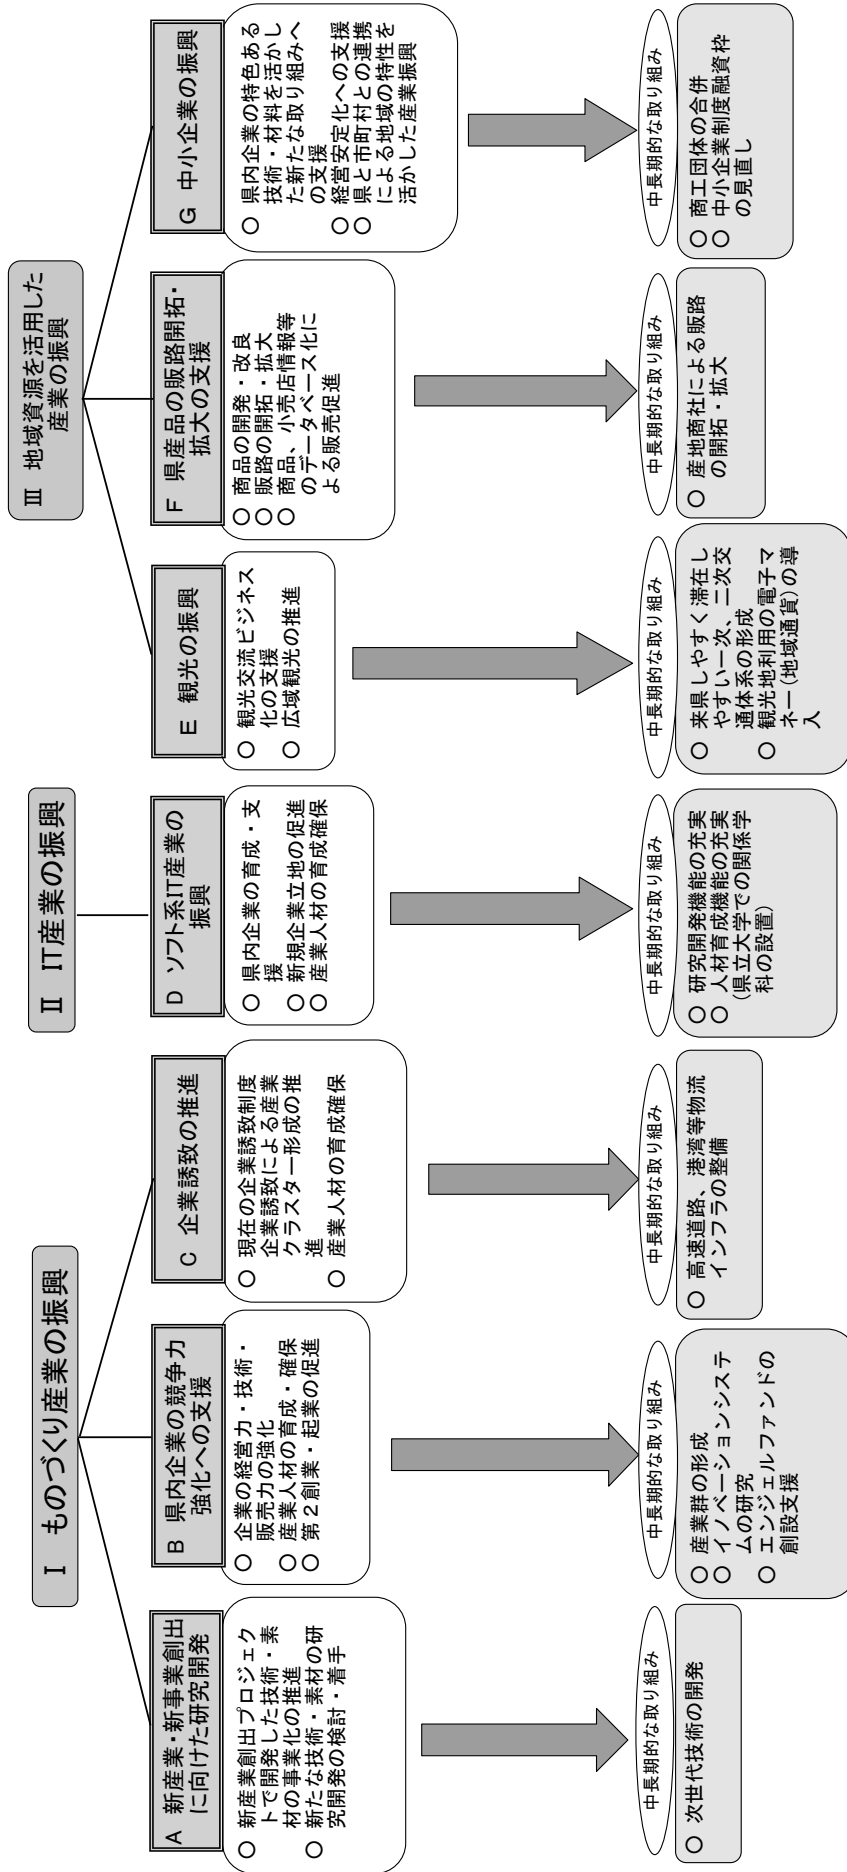 Ⅰ ものづくり産業の振興
A 新産業・新事業創出
に向けた研究開発
○ 新産業創出プロジェク
トで開発した技術・素
材の事業化の推進
○ 新たな技術・素材の研
究開発の検討・着手
中長期的な取り組み
○ 次世代技術の開発
B 県内企業の競争力
強化への支援
○ 企業の経営力・技術・
販売力の強化
○ 産業人材の育成・確保
○ 第2創業・起業の促進
中長期的な取り組み
○ 産業群の形成
○ イノベーションシステ
ムの研究
○ エンジェルファンドの
創設支援
C 企業誘致の推進
○ 現在の企業誘致制度
企業誘致による産業
クラスター形成の推
進
○ 産業人材の育成確保
中長期的な取り組み
○ 高速道路、港湾等物流
インフラの整備
Ⅱ IT産業の振興
D ソフト系IT産業の
振興
○ 県内企業の育成・支
援
○ 新規企業立地の促進
○ 産業人材の育成確保
中長期的な取り組み
○ 研究開発機能の充実
○ 人材育成機能の充実
(県立大学での関係学
科の設置)
Ⅲ 地域資源を活用した
産業の振興
E 観光の振興
○ 観光交流ビジネス
化の支援
○ 広域観光の推進
中長期的な取り組み
○ 来県しやすく滞在し
やすい一次、二次交
通体系の形成
○ 観光地利用の電子マ
ネー(地域通貨)の導
入
F 県産品の販路開拓・
拡大の支援
○ 商品の開発・改良
○ 販路の開拓・拡大
○ 商品、小売店情報等
のデータベース化に
よる販売促進
中長期的な取り組み
○ 産地商社による販路
の開拓・拡大
G 中小企業の振興
○ 県内企業の特色ある
技術・材料を活かし
た新たな取り組みへ
の支援
○ 経営安定化への支援
○ 県と市町村との連携
による地域の特性を
活かした産業振興
中長期的な取り組み
○ 商工団体の合併
○ 中小企業制度融資枠
の見直し